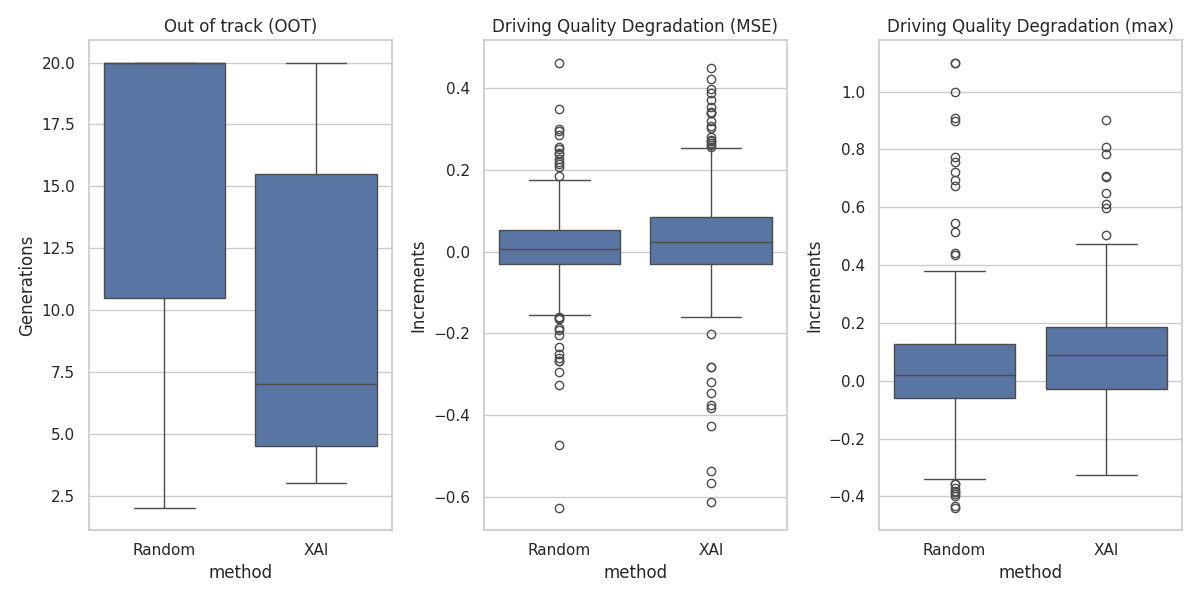 Out of track (OOT)
Generations
20.0
17.5
15.0
12.5
10.0
7.5
5.0
2.5
Random
XAI
method
Driving Quality Degradation (MSE)
Increments
0.4
0.2
0.0
−0.2
−0.4
−0.6
Random
XAI
method
Driving Quality Degradation (max)
Increments
1.0
0.8
0.6
0.4
0.2
0.0
−0.2
−0.4
Random
XAI
method